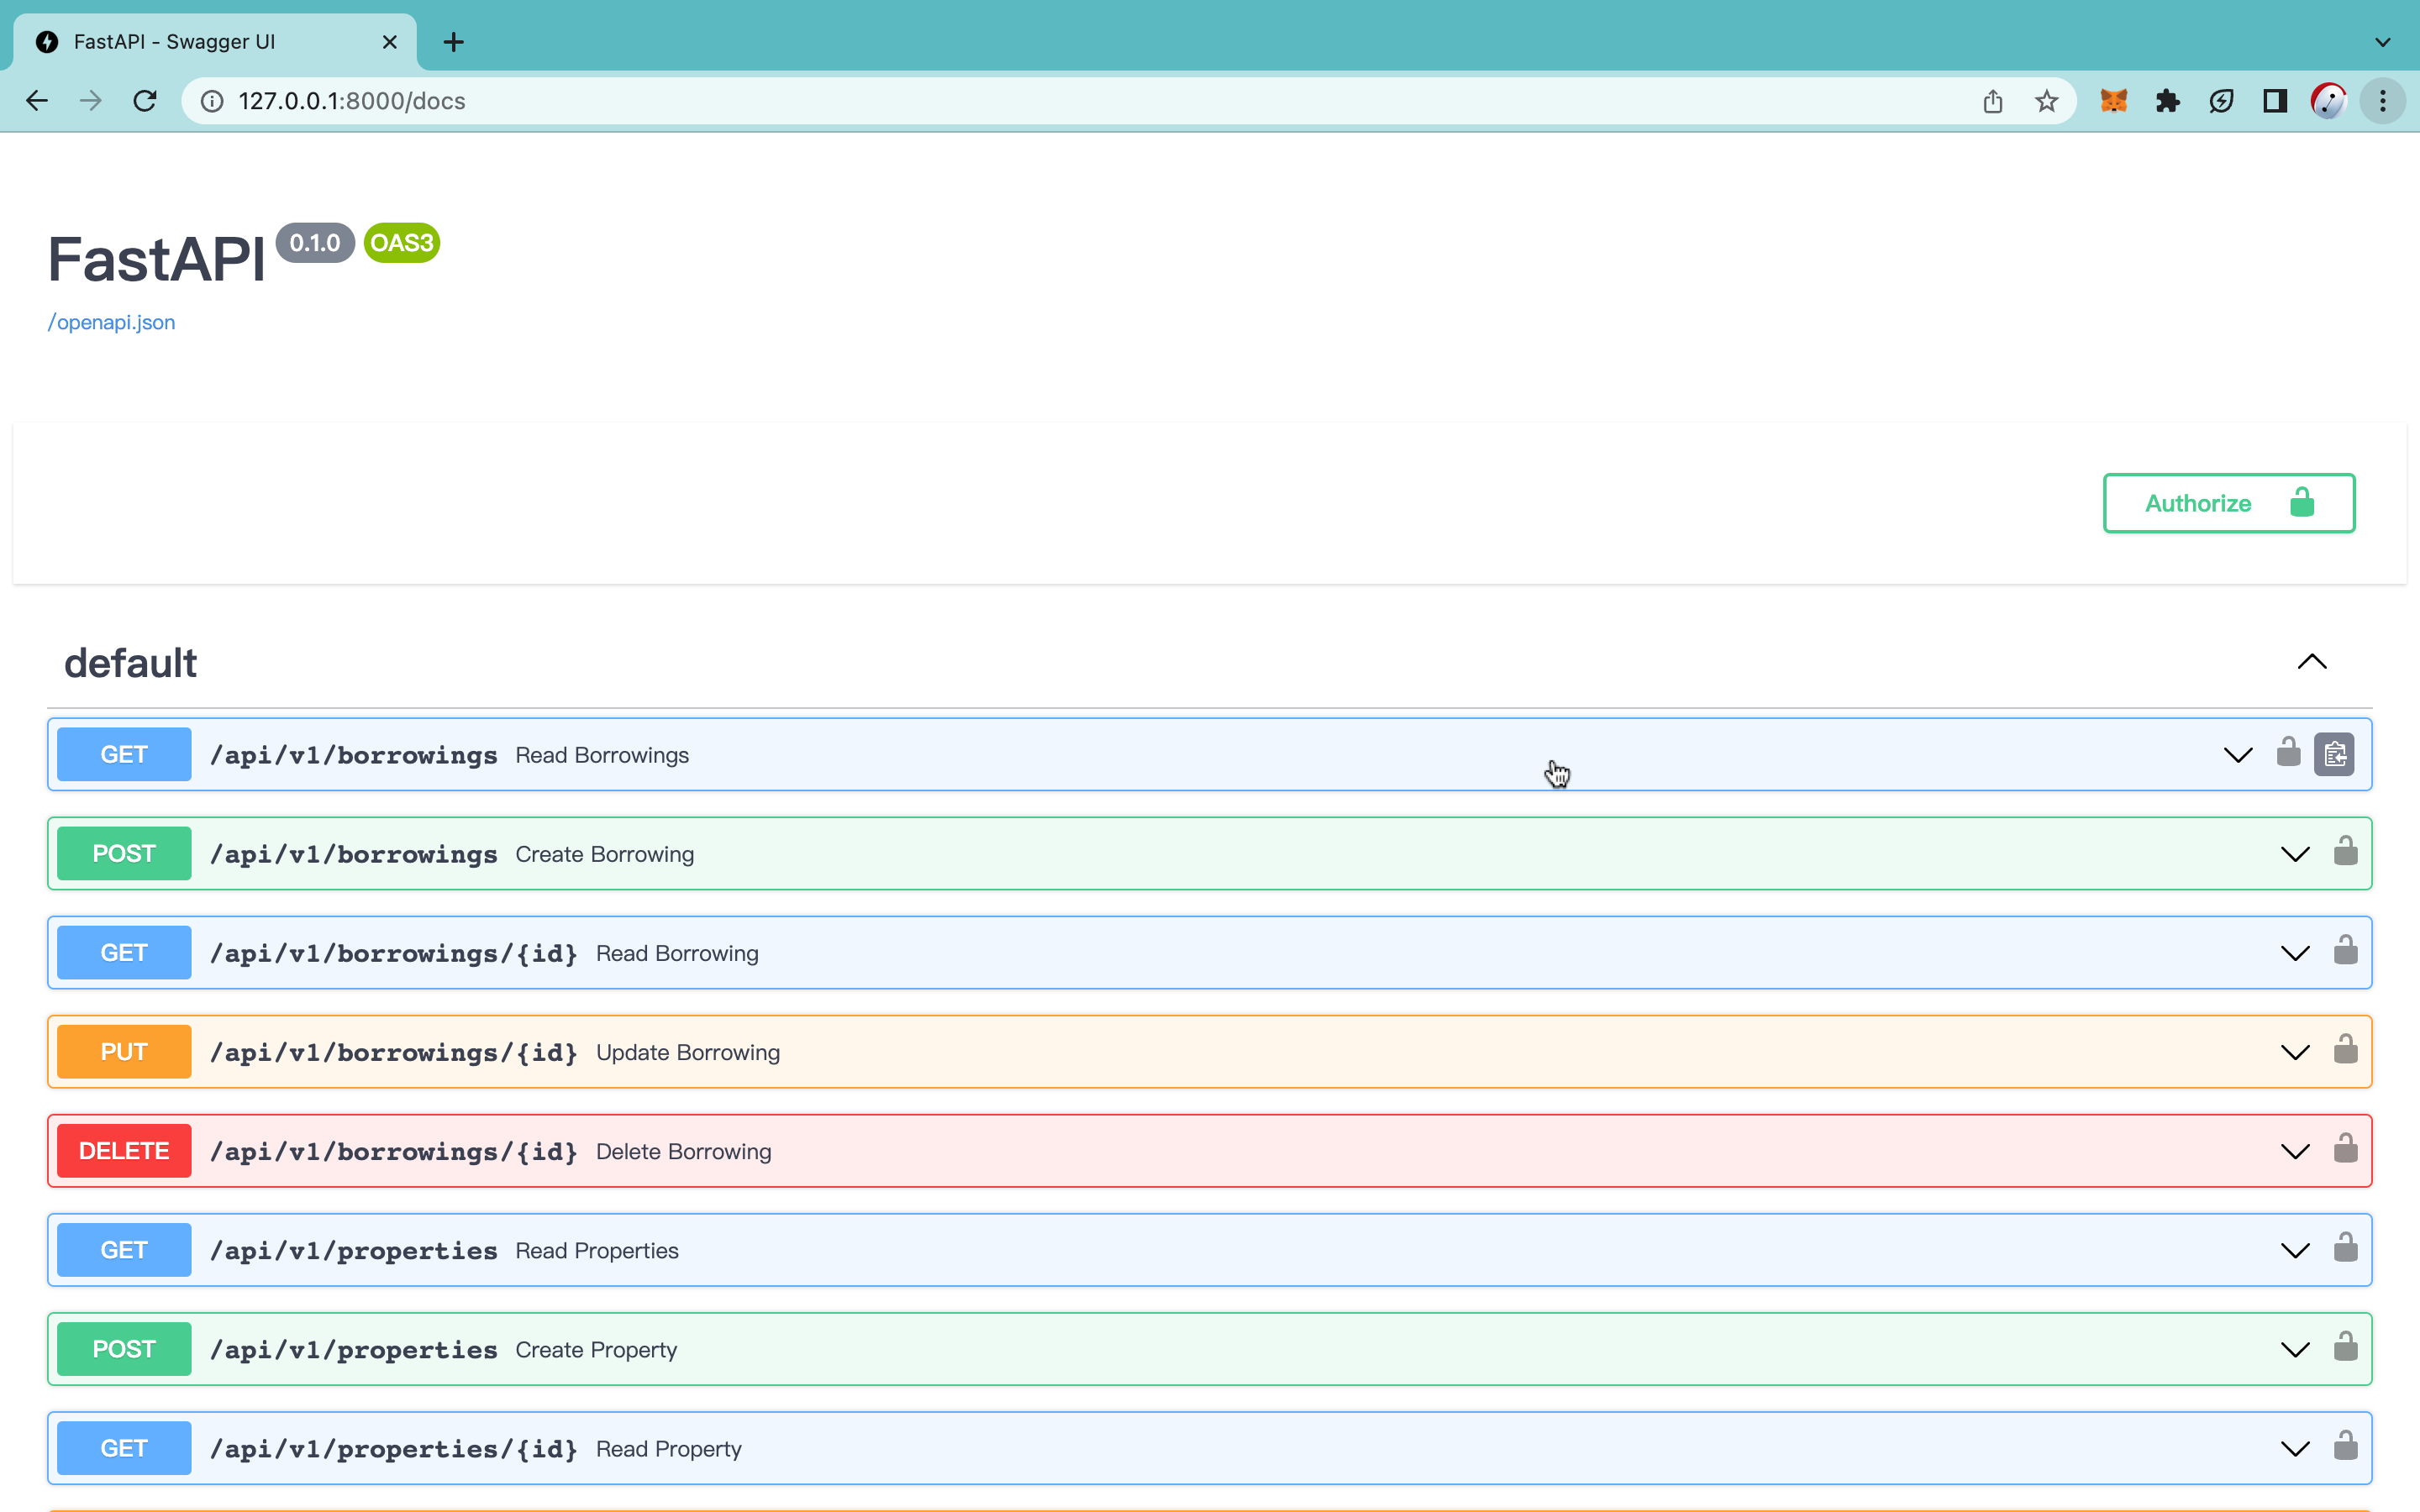 FastAPI - Swagger UI
127.0.0.1:8000/docs
FastAPI 0.1.0 OAS3
/openapi.json
Authorize
default
GET /api/v1/borrowings Read Borrowings
POST /api/v1/borrowings Create Borrowing
GET /api/v1/borrowings/{id} Read Borrowing
PUT /api/v1/borrowings/{id} Update Borrowing
DELETE /api/v1/borrowings/{id} Delete Borrowing
GET /api/v1/properties Read Properties
POST /api/v1/properties Create Property
GET /api/v1/properties/{id} Read Property